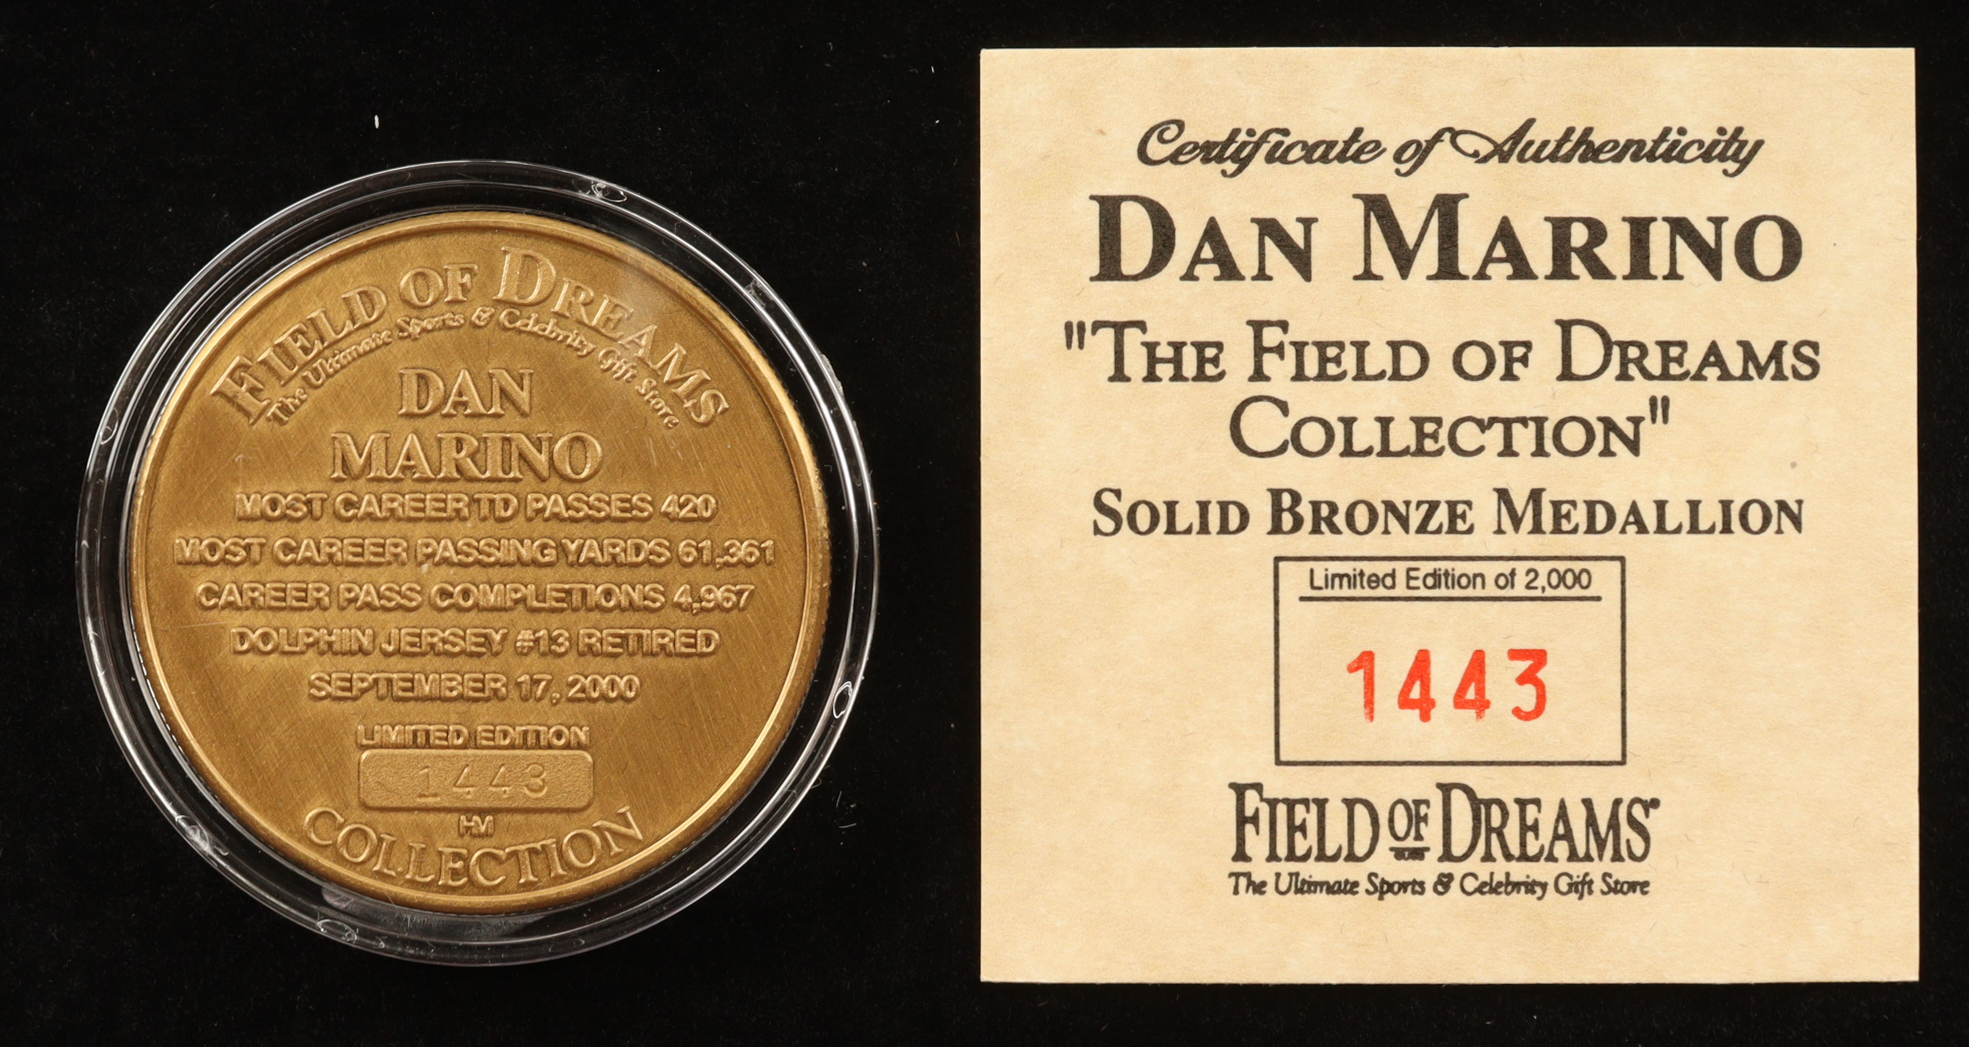 FIELD OF DREAMS
The Ultimate Sports & Celebrity Gift Store
DAN
MARINO
MOST CAREER TD PASSES 420
MOST CAREER PASSING YARDS 61,361
CAREER PASS COMPLETIONS 4,967
DOLPHIN JERSEY #13 RETIRED
SEPTEMBER 17, 2000
LIMITED EDITION
1443
HM
COLLECTION
Certificate of Authenticity
DAN MARINO
"THE FIELD OF DREAMS
COLLECTION"
SOLID BRONZE MEDALLION
Limited Edition of 2,000
1443
FIELD OF DREAMS
The Ultimate Sports & Celebrity Gift Store